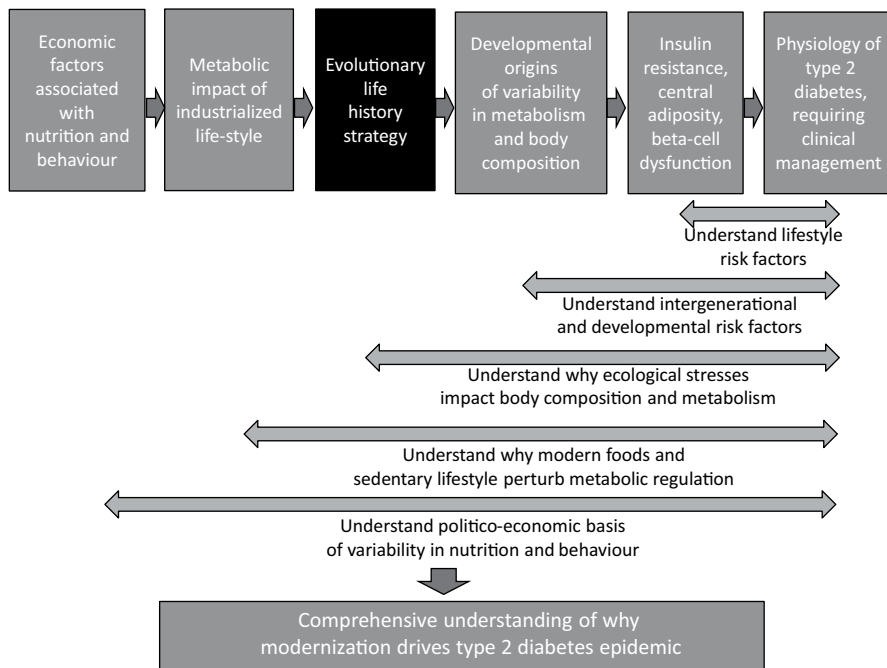 Economic
factors
associated
with
nutrition and
behaviour
Metabolic
impact of
industrialized
life-style
Evolutionary
life
history
strategy
Developmental
origins
of variability
in metabolism
and body
composition
Insulin
resistance,
central
adiposity,
beta-cell
dysfunction
Physiology of
type 2
diabetes,
requiring
clinical
management
Understand lifestyle
risk factors
Understand intergenerational
and developmental risk factors
Understand why ecological stresses
impact body composition and metabolism
Understand why modern foods and
sedentary lifestyle perturb metabolic regulation
Understand politico-economic basis
of variability in nutrition and behaviour
Comprehensive understanding of why
modernization drives type 2 diabetes epidemic